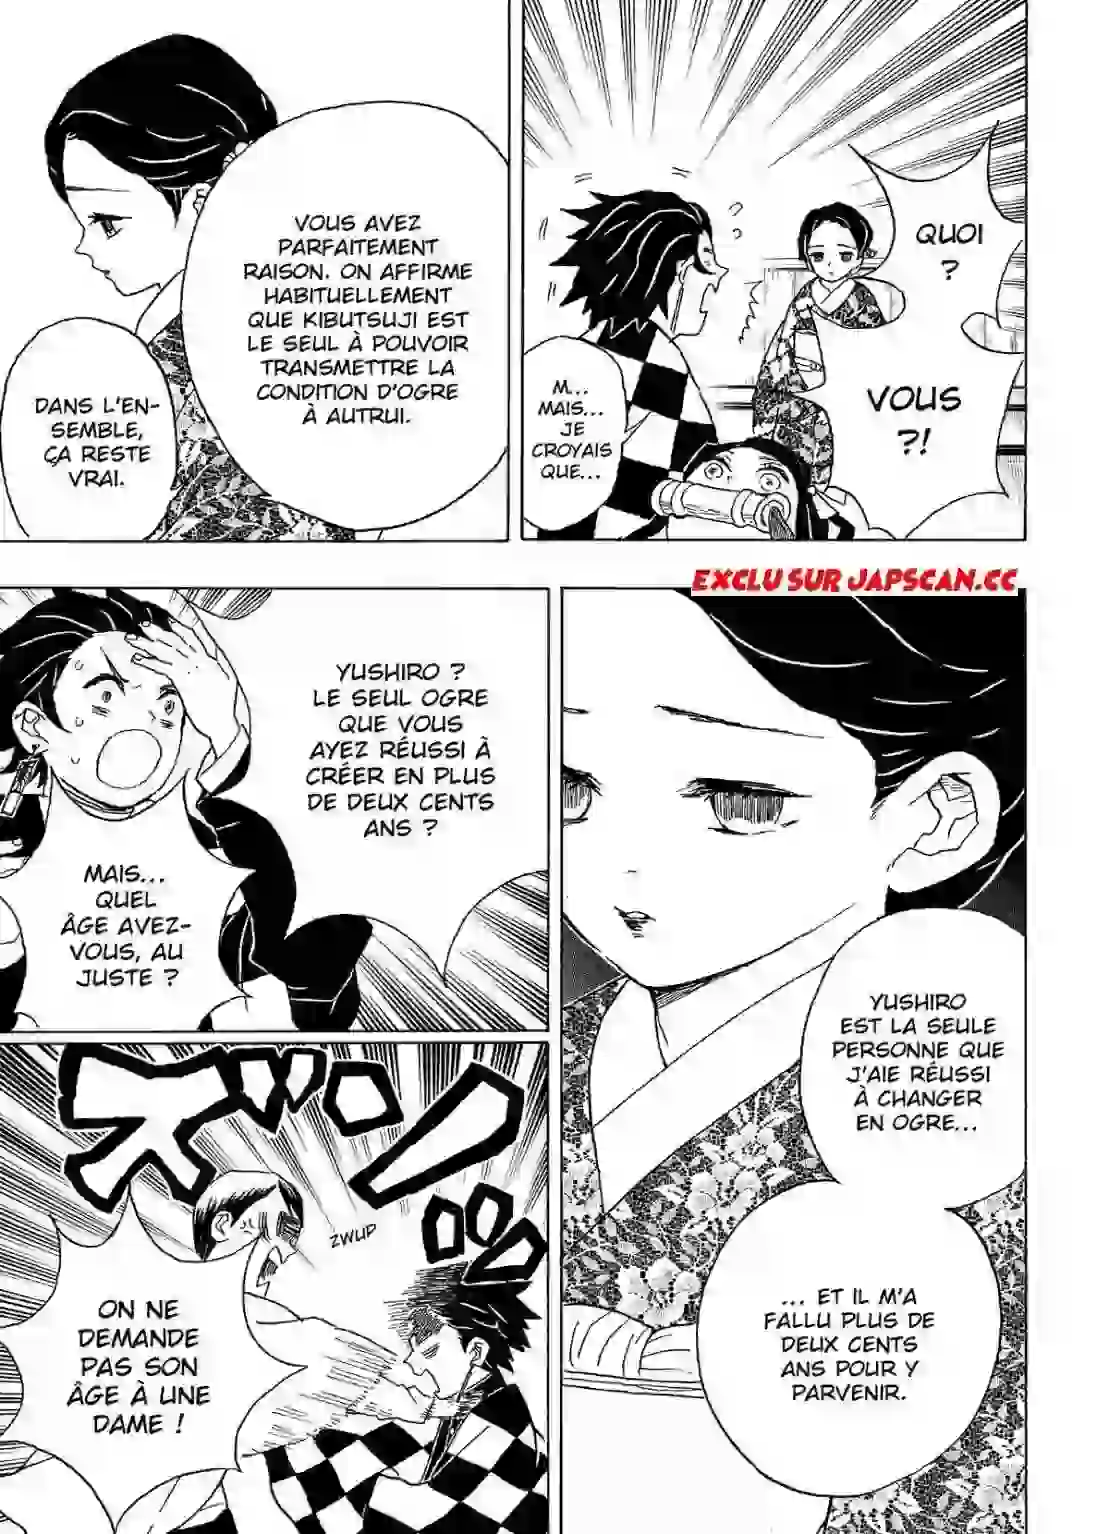 QUOI
?
VOUS
?!
M...
MAIS...
JE
CROYAIS
QUE...
VOUS AVEZ
PARFAITEMENT
RAISON. ON AFFIRME
HABITUELLEMENT
QUE KIBUTSUJI EST
LE SEUL À POUVOIR
TRANSMETTRE LA
CONDITION D'OGRE
À AUTRUI.
DANS L'EN-
SEMBLE,
ÇA RESTE
VRAI.
EXCLU SUR JAPSCAN.CC
YUSHIRO
EST LA SEULE
PERSONNE QUE
J'AIE RÉUSSI
À CHANGER
EN OGRE...
... ET IL M'A
FALLU PLUS DE
DEUX CENTS
ANS POUR Y
PARVENIR.
YUSHIRO ?
LE SEUL OGRE
QUE VOUS
AYEZ RÉUSSI À
CRÉER EN PLUS
DE DEUX CENTS
ANS ?
MAIS...
QUEL
ÂGE AVEZ-
VOUS, AU
JUSTE ?
ZWUP
ON NE
DEMANDE
PAS SON
ÂGE À UNE
DAME !